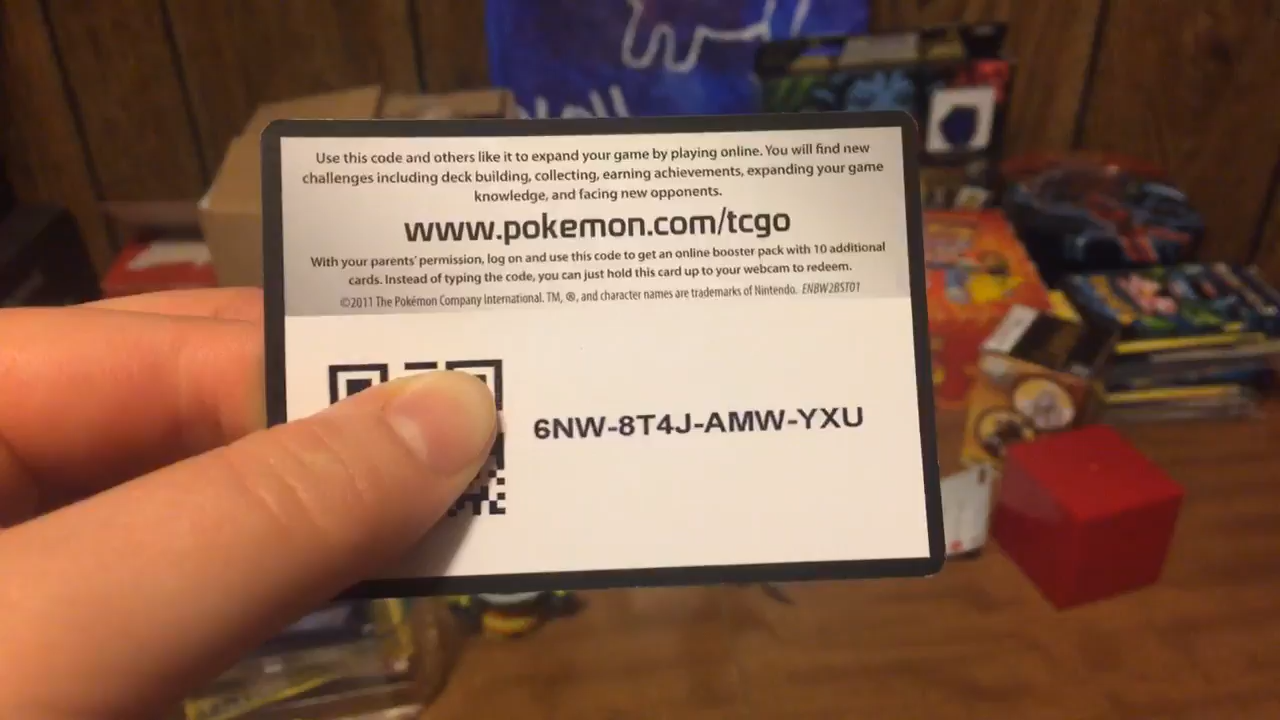 Use this code and others like it to expand your game by playing online. You will find new
challenges including deck building, collecting, earning achievements, expanding your game
knowledge, and facing new opponents.
www.pokemon.com/tcgo
With your parents' permission, log on and use this code to get an online booster pack with 10 additional
cards. Instead of typing the code, you can just hold this card up to your webcam to redeem.
©2011 The Pokémon Company International. TM, ®, and character names are trademarks of Nintendo. ENBW2BST01
6NW-8T4J-AMW-YXU